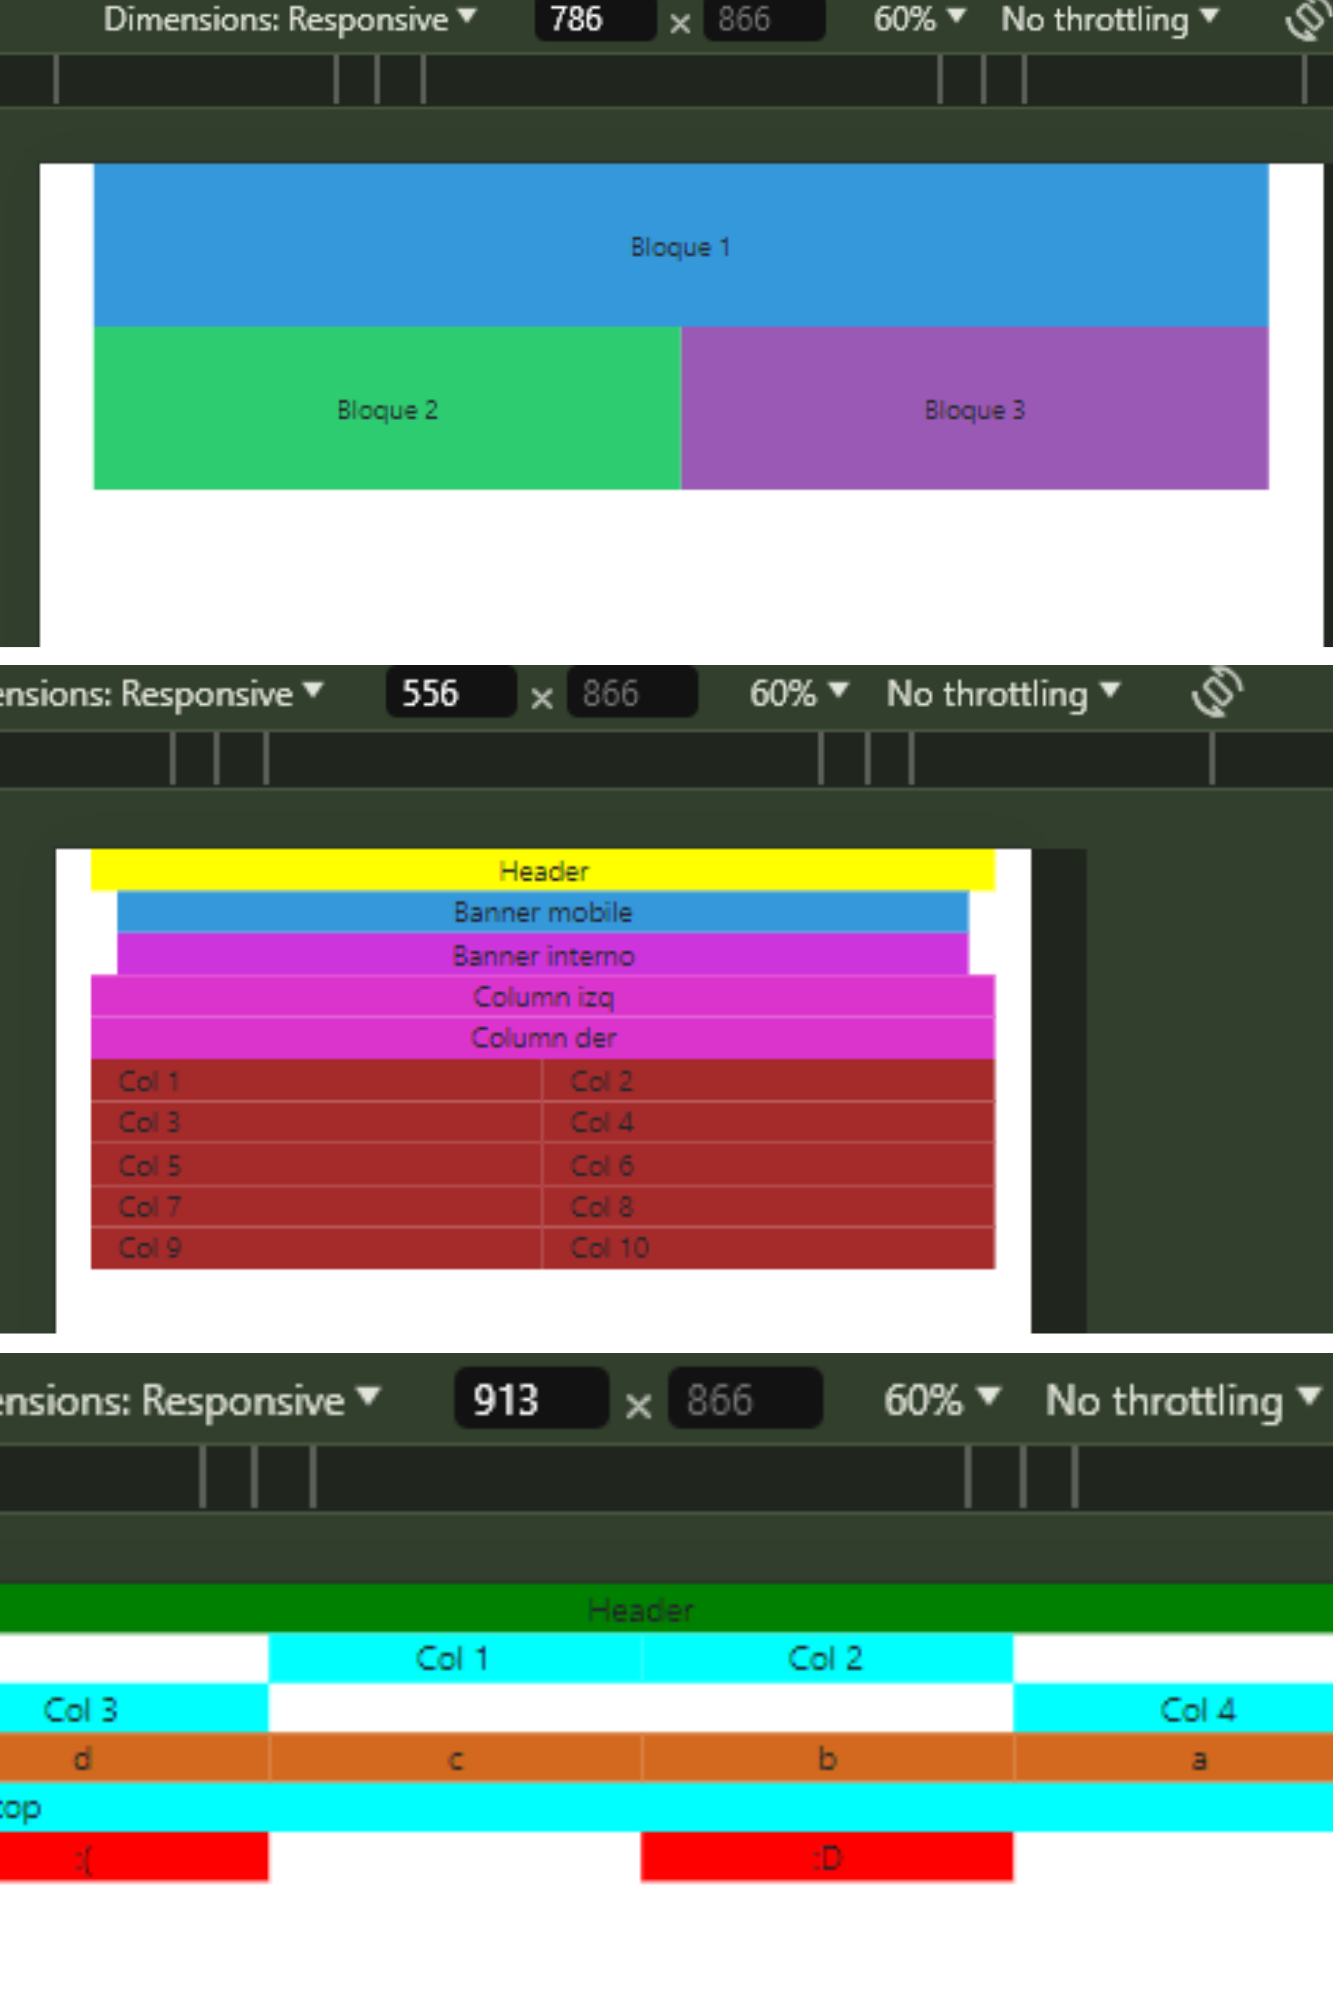 Dimensions: Responsive ▼ 786 × 866 60% ▼ No throttling ▼
Bloque 1
Bloque 2 Bloque 3
ensions: Responsive ▼ 556 × 866 60% ▼ No throttling ▼
Header
Banner mobile
Banner interno
Column izq
Column der
Col 1 Col 2
Col 3 Col 4
Col 5 Col 6
Col 7 Col 8
Col 9 Col 10
ensions: Responsive ▼ 913 × 866 60% ▼ No throttling ▼
Header
Col 1 Col 2
Col 3 Col 4
d c b a
top
:( :D